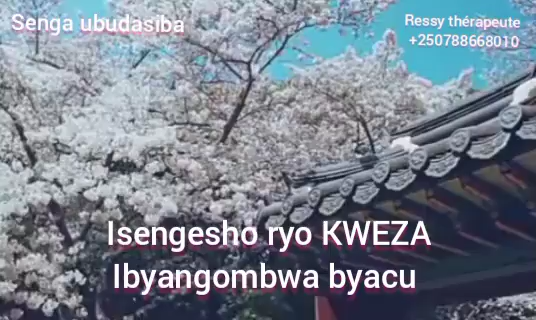 Senga ubudasiba
Ressy thérapeute
+250788668010
Isengesho ryo KWEZA
Ibyangombwa byacu